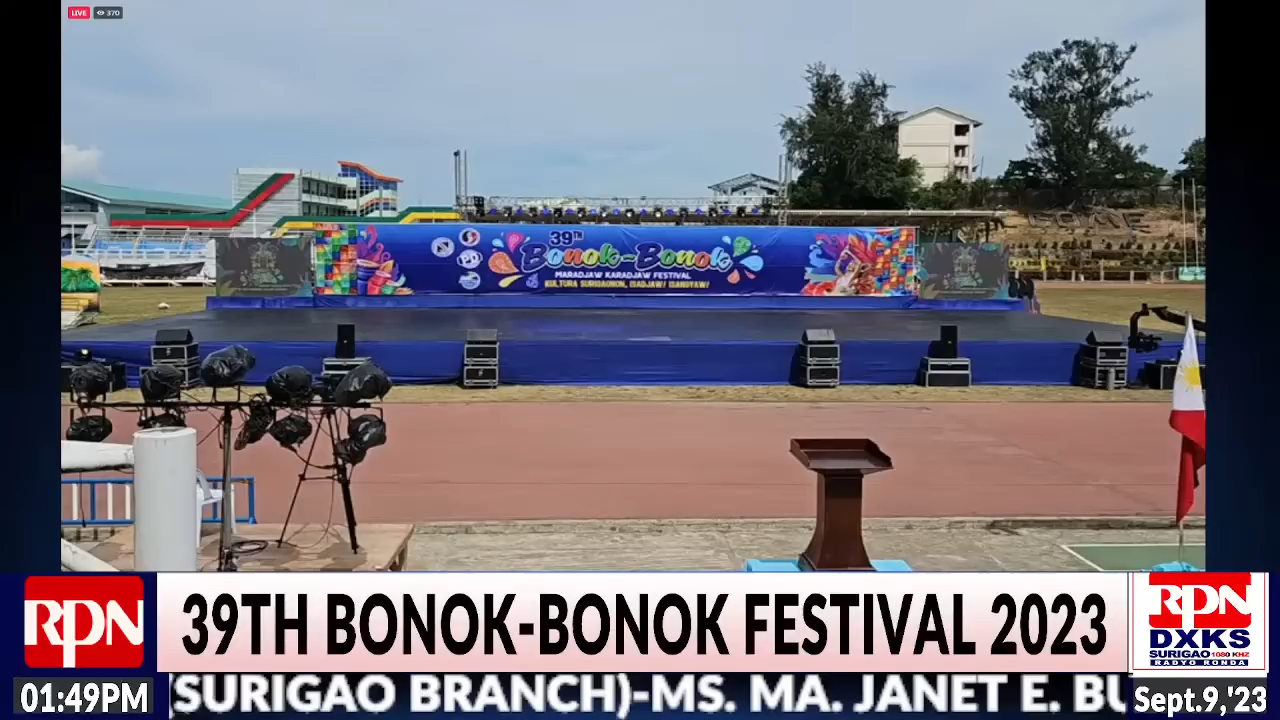 LIVE 370
39TH
Bonok-Bonok
MARADJAW KARADJAW FESTIVAL
KULTURA SURIGAONON, ISADJAW! ISANGYAW!
RPN
39TH BONOK-BONOK FESTIVAL 2023
RPN
DXKS
SURIGAO 1080 KHZ
RADYO RONDA
01:49PM
(SURIGAO BRANCH)-MS. MA. JANET E. BU
Sept.9,'23